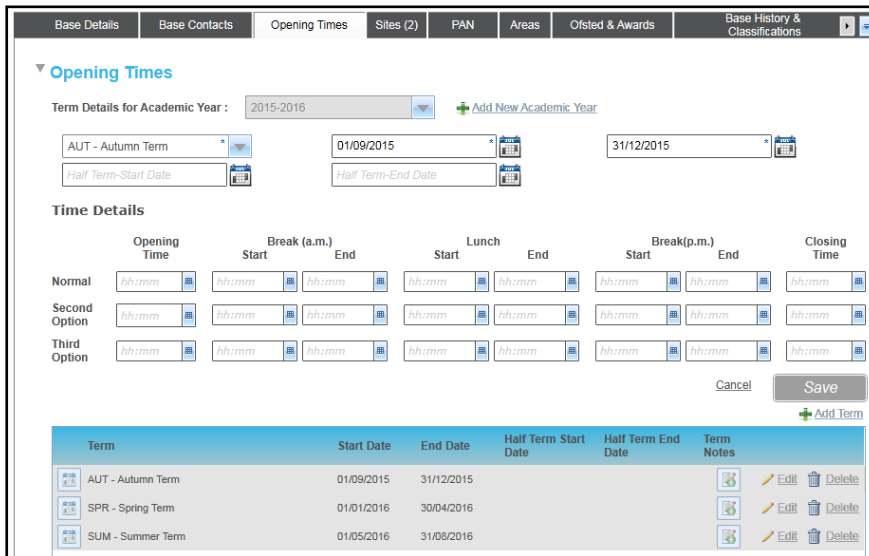 Base Details Base Contacts Opening Times Sites (2) PAN Areas Ofsted & Awards Base History & Classifications
Opening Times
Term Details for Academic Year : 2015-2016 Add New Academic Year
AUT - Autumn Term * 01/09/2015 * 31/12/2015 *
Half Term-Start Date Half Term-End Date
Time Details
Opening Time Break (a.m.) Start End Lunch Start End Break(p.m.) Start End Closing Time
Normal hh:mm hh:mm hh:mm hh:mm hh:mm hh:mm hh:mm hh:mm
Second Option hh:mm hh:mm hh:mm hh:mm hh:mm hh:mm hh:mm hh:mm
Third Option hh:mm hh:mm hh:mm hh:mm hh:mm hh:mm hh:mm hh:mm
Cancel Save
Add Term
Term Start Date End Date Half Term Start Date Half Term End Date Term Notes
AUT - Autumn Term 01/09/2015 31/12/2015 Edit Delete
SPR - Spring Term 01/01/2016 30/04/2016 Edit Delete
SUM - Summer Term 01/05/2016 31/08/2016 Edit Delete